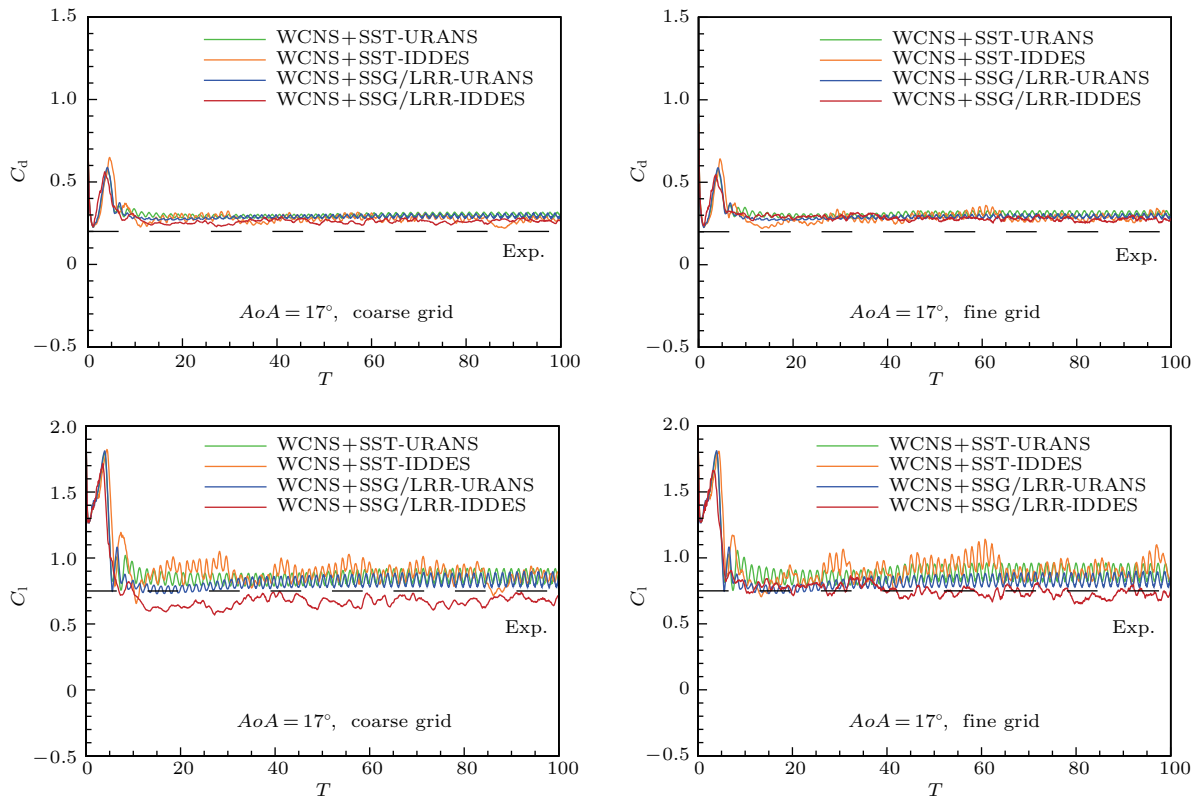 1.5
1.0
0.5
0
−0.5
C_d
WCNS+SST-URANS
WCNS+SST-IDDES
WCNS+SSG/LRR-URANS
WCNS+SSG/LRR-IDDES
Exp.
AoA = 17°, coarse grid
0 20 40 60 80 100
T
1.5
1.0
0.5
0
−0.5
C_d
WCNS+SST-URANS
WCNS+SST-IDDES
WCNS+SSG/LRR-URANS
WCNS+SSG/LRR-IDDES
Exp.
AoA = 17°, fine grid
0 20 40 60 80 100
T
2.0
1.5
1.0
0.5
0
−0.5
C_l
WCNS+SST-URANS
WCNS+SST-IDDES
WCNS+SSG/LRR-URANS
WCNS+SSG/LRR-IDDES
Exp.
AoA = 17°, coarse grid
0 20 40 60 80 100
T
2.0
1.5
1.0
0.5
0
−0.5
C_l
WCNS+SST-URANS
WCNS+SST-IDDES
WCNS+SSG/LRR-URANS
WCNS+SSG/LRR-IDDES
Exp.
AoA = 17°, fine grid
0 20 40 60 80 100
T